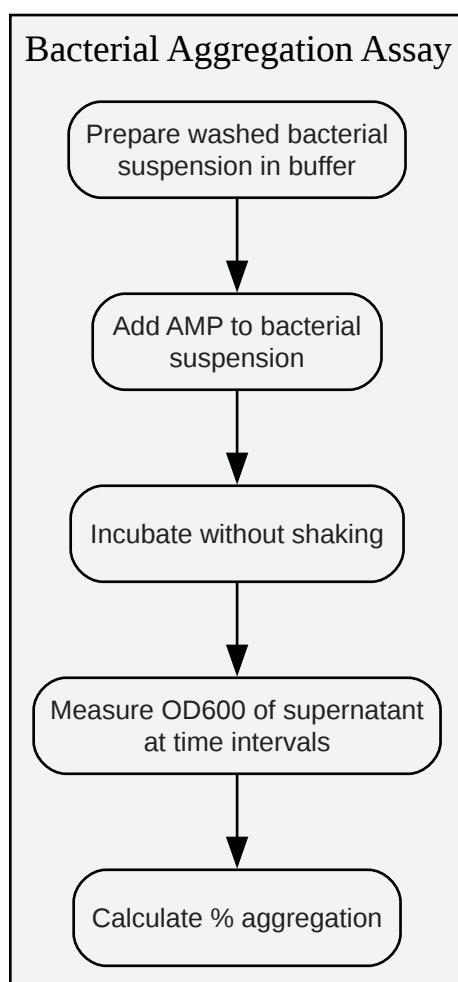 Bacterial Aggregation Assay
Prepare washed bacterial
suspension in buffer
Add AMP to bacterial
suspension
Incubate without shaking
Measure OD600 of supernatant
at time intervals
Calculate % aggregation